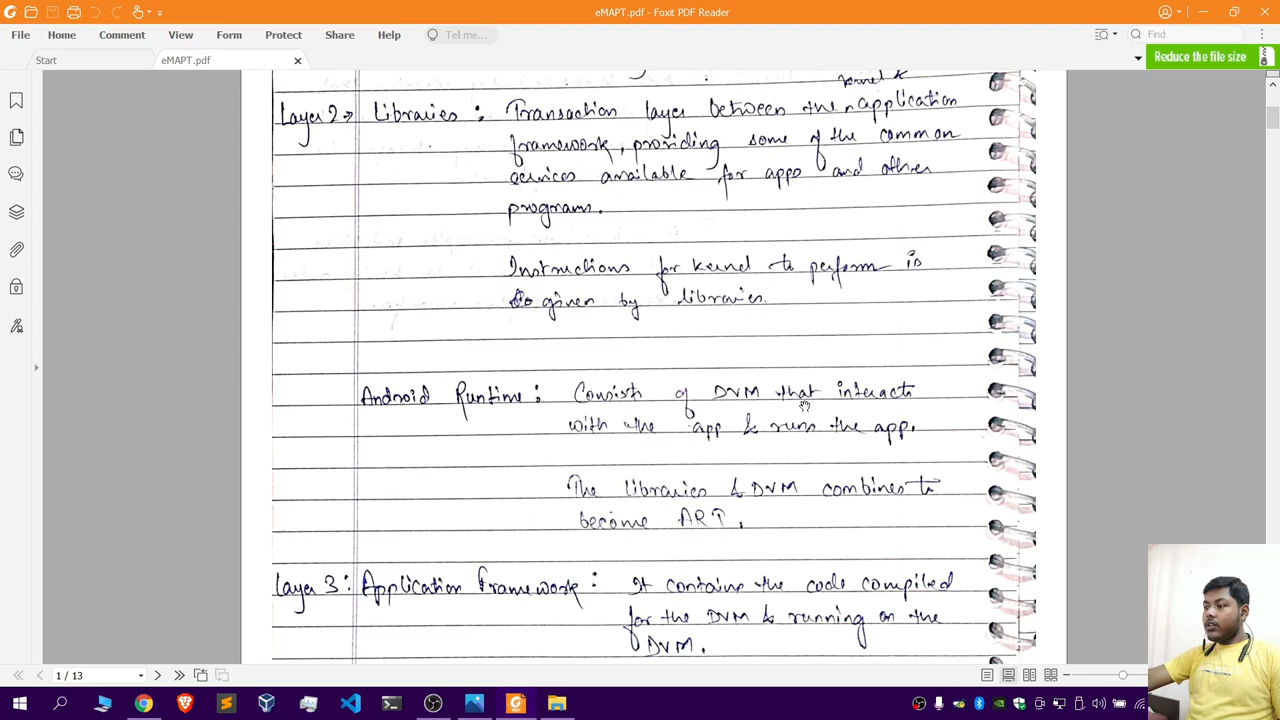 eMAPT.pdf - Foxit PDF Reader
File Home Comment View Form Protect Share Help Tell me... Find
Start eMAPT.pdf
Reduce the file size
kernel &
Layer 2 → Libraries : Transaction layer between the application
framework, providing some of the common
services available for apps and other
programs.
Instructions for kernel to perform is
given by libraries.
Android Runtime : Consists of DVM that interacts
with the app & runs the app.
The libraries & DVM combines to
become ART.
Layer 3 : Application Framework : It contains the code compiled
for the DVM & running on the
DVM.
1 / 13